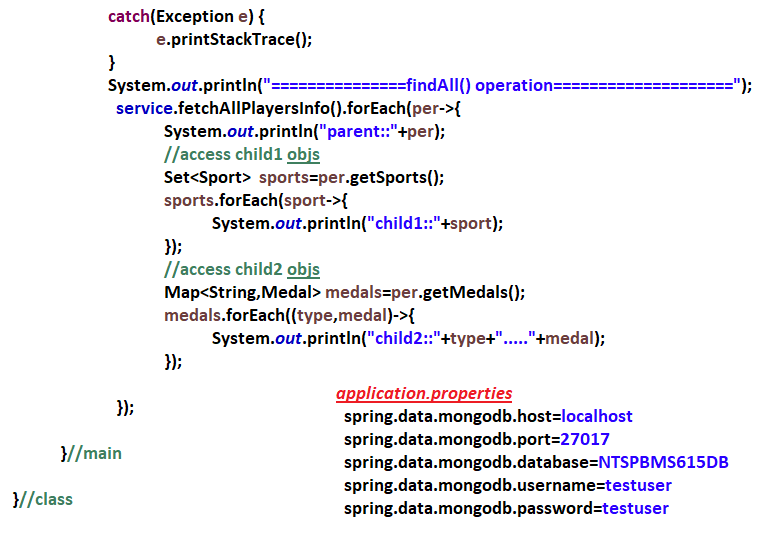 catch(Exception e) {
e.printStackTrace();
}
System.out.println("===============findAll() operation====================");
service.fetchAllPlayersInfo().forEach(per->{
System.out.println("parent::"+per);
//access child1 objs
Set<Sport>  sports=per.getSports();
sports.forEach(sport->{
System.out.println("child1::"+sport);
});
//access child2 objs
Map<String,Medal> medals=per.getMedals();
medals.forEach((type,medal)->{
System.out.println("child2::"+type+"....."+medal);
});
});
}//main
}//class
application.properties
spring.data.mongodb.host=localhost
spring.data.mongodb.port=27017
spring.data.mongodb.database=NTSPBMS615DB
spring.data.mongodb.username=testuser
spring.data.mongodb.password=testuser